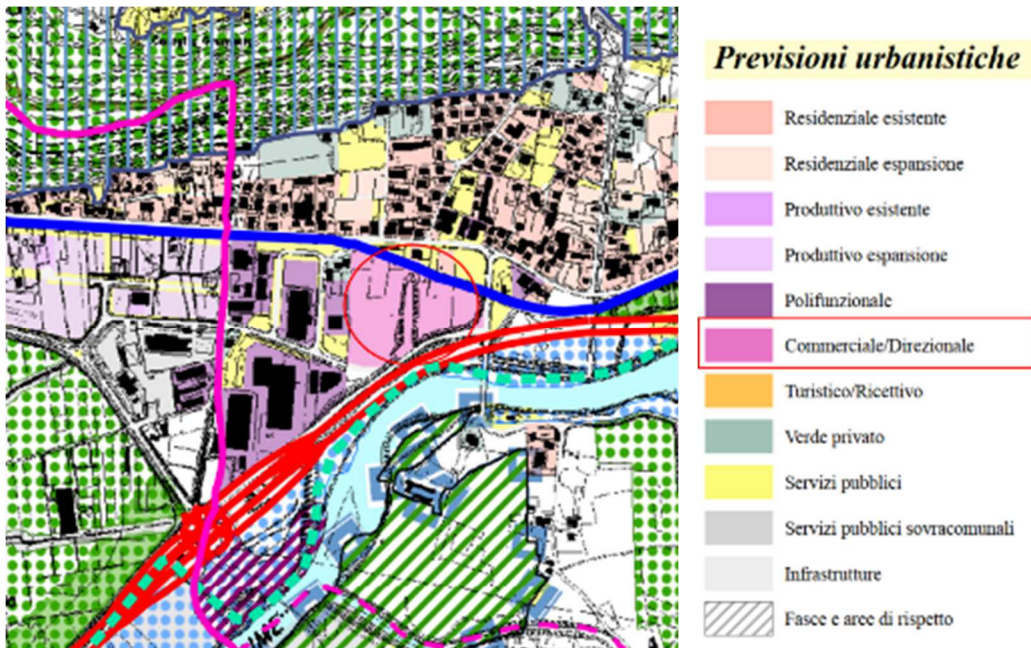 Previsioni urbanistiche
Residenziale esistente
Residenziale espansione
Produttivo esistente
Produttivo espansione
Polifunzionale
Commerciale/Direzionale
Turistico/Ricettivo
Verde privato
Servizi pubblici
Servizi pubblici sovracomunali
Infrastrutture
Fasce e aree di rispetto